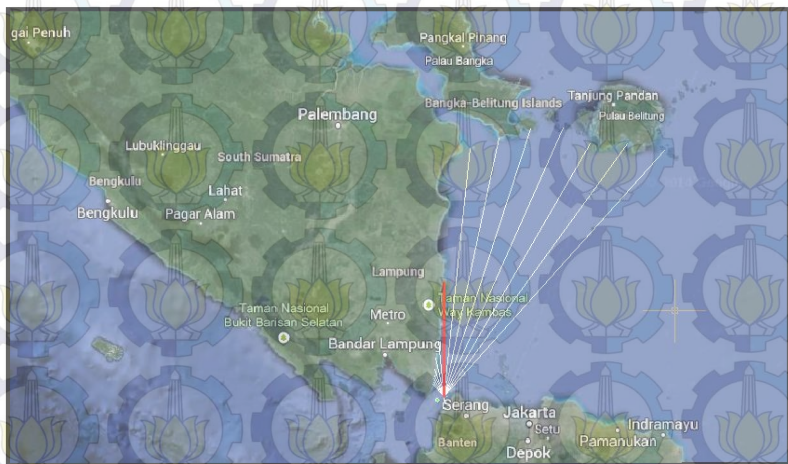 gai Penuh
Pangkal Pinang
Palau Bangka
Bangka-Belitung Islands
Tanjung Pandan
Pulau Belitung
Palembang
Lubuklinggau
South Sumatra
Bengkulu
Bengkulu
Lahat
Pagar Alam
Lampung
Taman Nasional
Way Kambas
Taman Nasional
Bukit Barisan Selatan
Metro
Bandar Lampung
Serang
Jakarta
Setu
Banten
Depok
Indramayu
Pamanukan